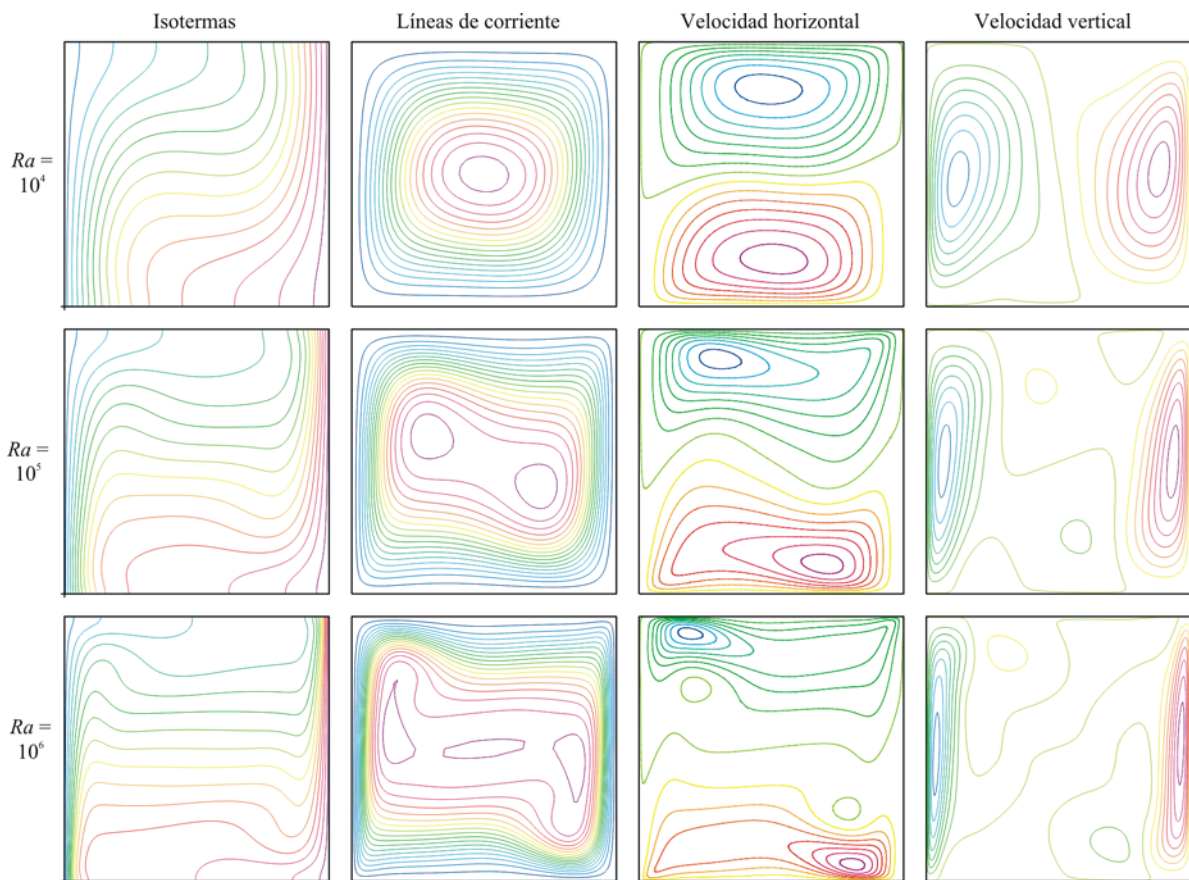 Isotermas
Líneas de corriente
Velocidad horizontal
Velocidad vertical
Ra =
10⁴
Ra =
10⁵
Ra =
10⁶